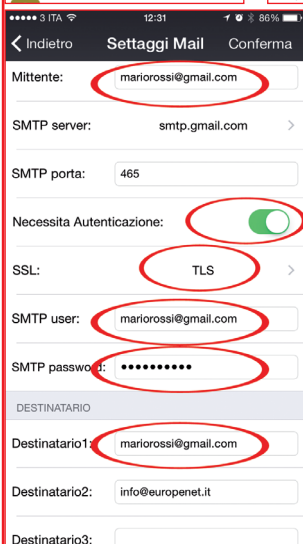 3 ITA 12:31 86%
Indietro Settaggi Mail Conferma
Mittente: mariorossi@gmail.com
SMTP server: smtp.gmail.com
SMTP porta: 465
Necessita Autenticazione:
SSL: TLS
SMTP user: mariorossi@gmail.com
SMTP password: ••••••••••
DESTINATARIO
Destinatario1: mariorossi@gmail.com
Destinatario2: info@europenet.it
Destinatario3: